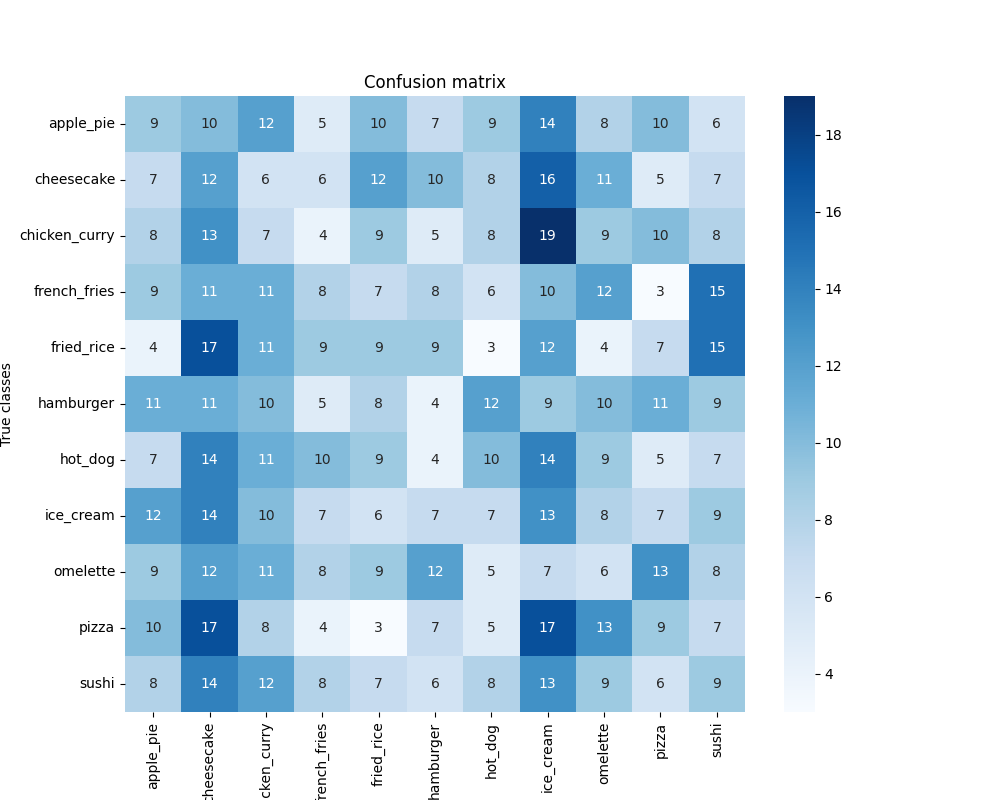 Confusion matrix
apple_pie 9 10 12 5 10 7 9 14 8 10 6
cheesecake 7 12 6 6 12 10 8 16 11 5 7
chicken_curry 8 13 7 4 9 5 8 19 9 10 8
french_fries 9 11 11 8 7 8 6 10 12 3 15
fried_rice 4 17 11 9 9 9 3 12 4 7 15
hamburger 11 11 10 5 8 4 12 9 10 11 9
hot_dog 7 14 11 10 9 4 10 14 9 5 7
ice_cream 12 14 10 7 6 7 7 13 8 7 9
omelette 9 12 11 8 9 12 5 7 6 13 8
pizza 10 17 8 4 3 7 5 17 13 9 7
sushi 8 14 12 8 7 6 8 13 9 6 9
True classes
apple_pie
cheesecake
cken_curry
french_fries
fried_rice
hamburger
hot_dog
ice_cream
omelette
pizza
sushi
18
16
14
12
10
8
6
4